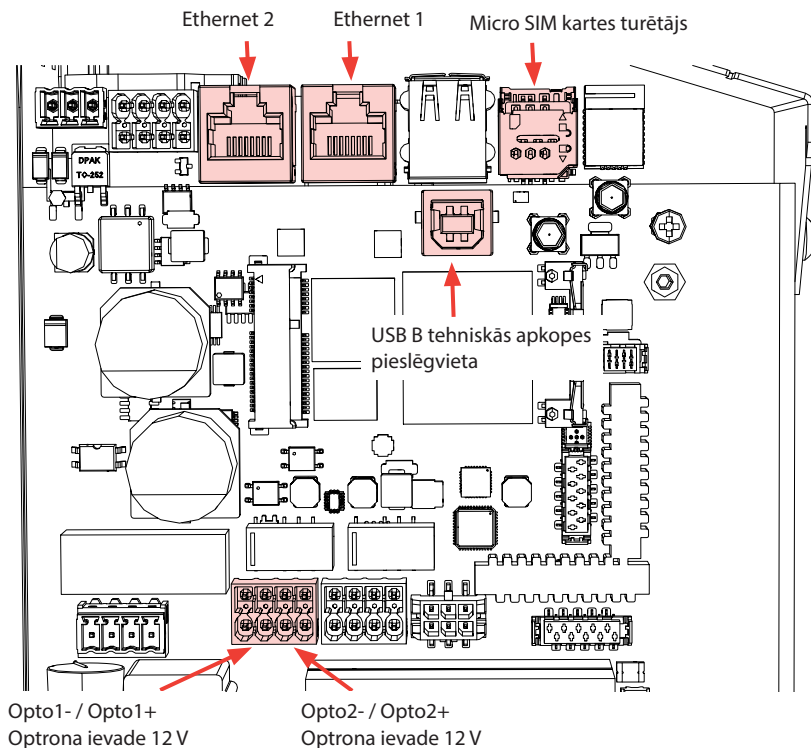 Ethernet 2
Ethernet 1
Micro SIM kartes turētājs
DPAK
TO-252
USB B tehniskās apkopes
pieslēgvieta
Opto1- / Opto1+
Optrona ievade 12 V
Opto2- / Opto2+
Optrona ievade 12 V